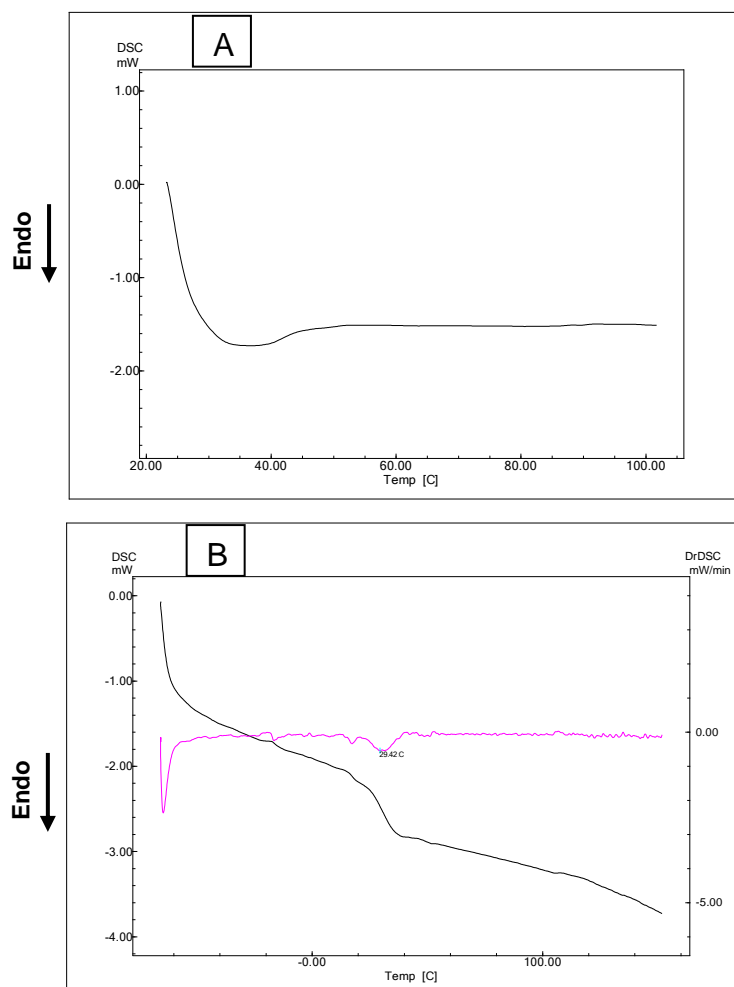 A
DSC
mW
1.00
0.00
-1.00
-2.00
Endo
20.00 40.00 60.00 80.00 100.00
Temp [C]
B
DSC
mW
DrDSC
mW/min
0.00
-1.00
-2.00
-3.00
-4.00
0.00
-5.00
29.42 C
Endo
-0.00 100.00
Temp [C]